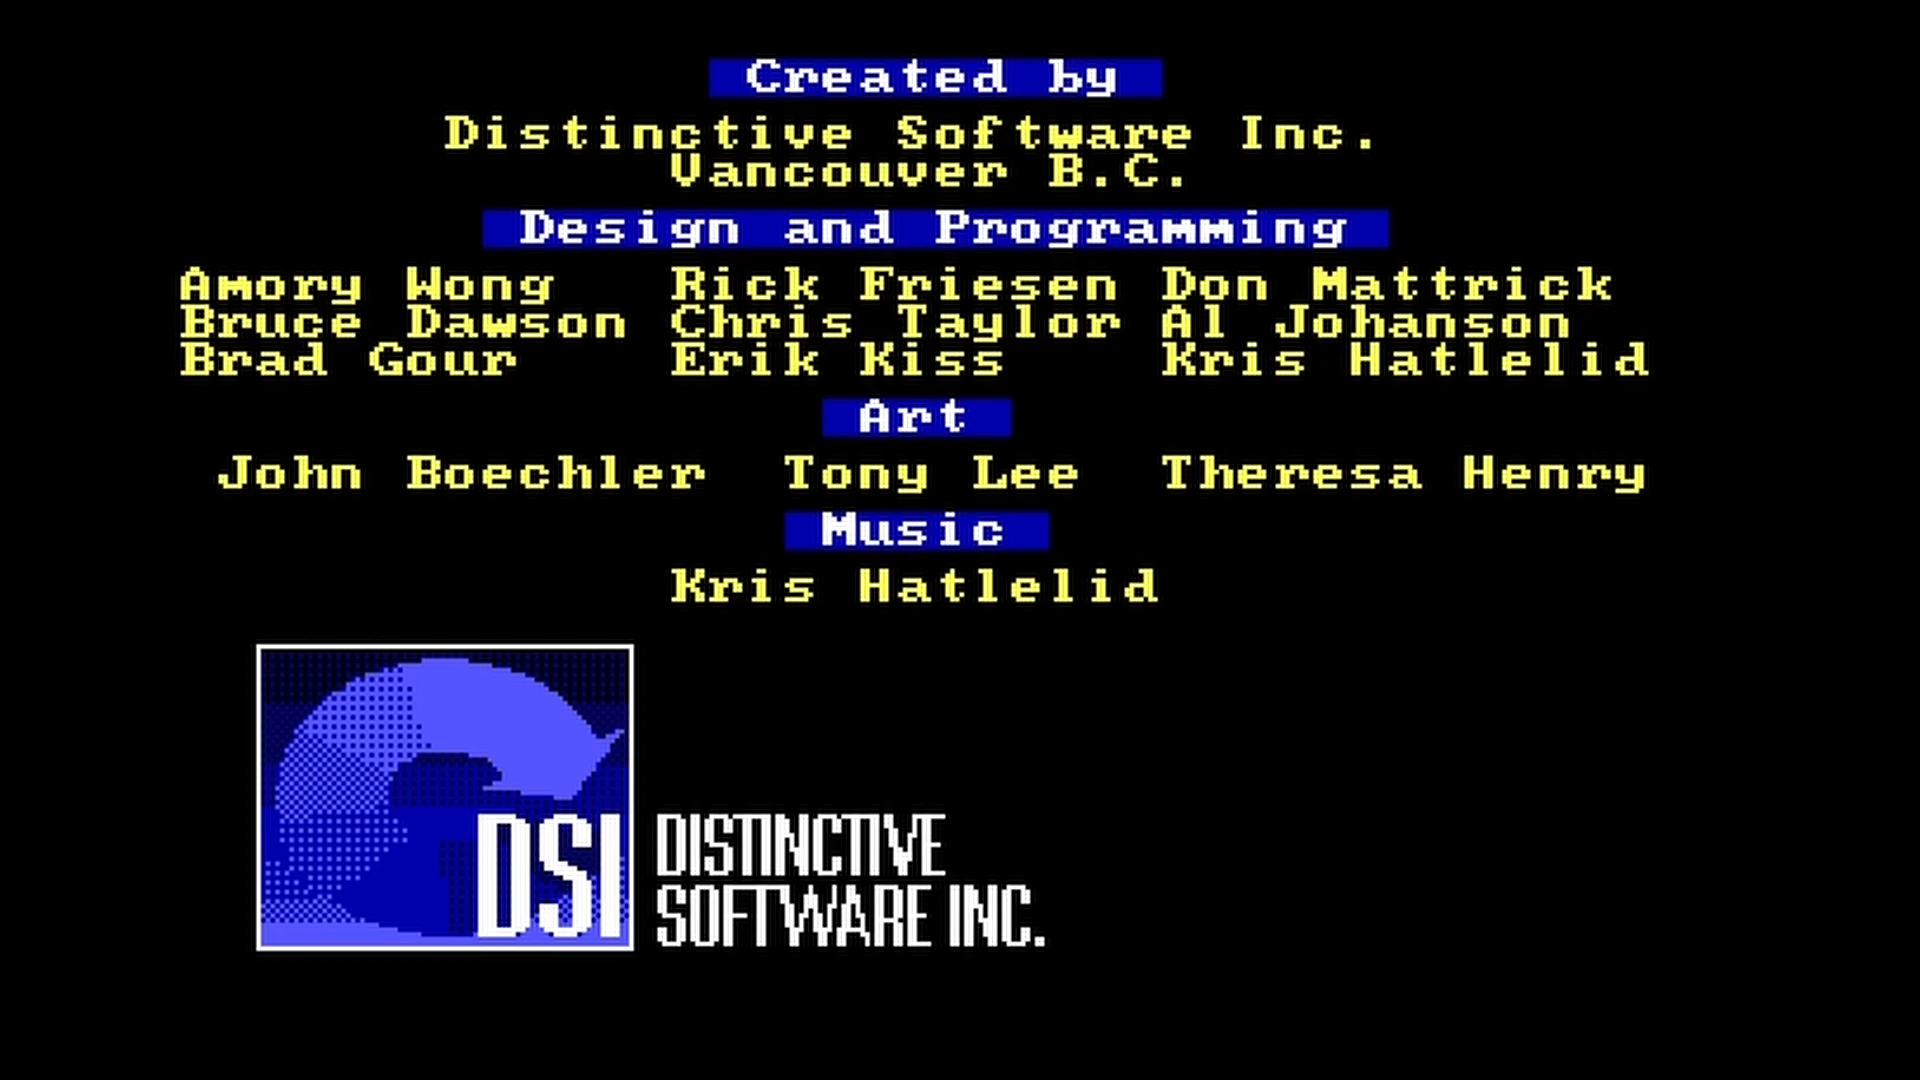 Created by
Distinctive Software Inc.
Vancouver B.C.
Design and Programming
Amory Wong Rick Friesen Don Mattrick
Bruce Dawson Chris Taylor Al Johanson
Brad Gour Erik Kiss Kris Hatlelid
Art
John Boechler Tony Lee Theresa Henry
Music
Kris Hatlelid
DSI
DISTINCTIVE
SOFTWARE INC.